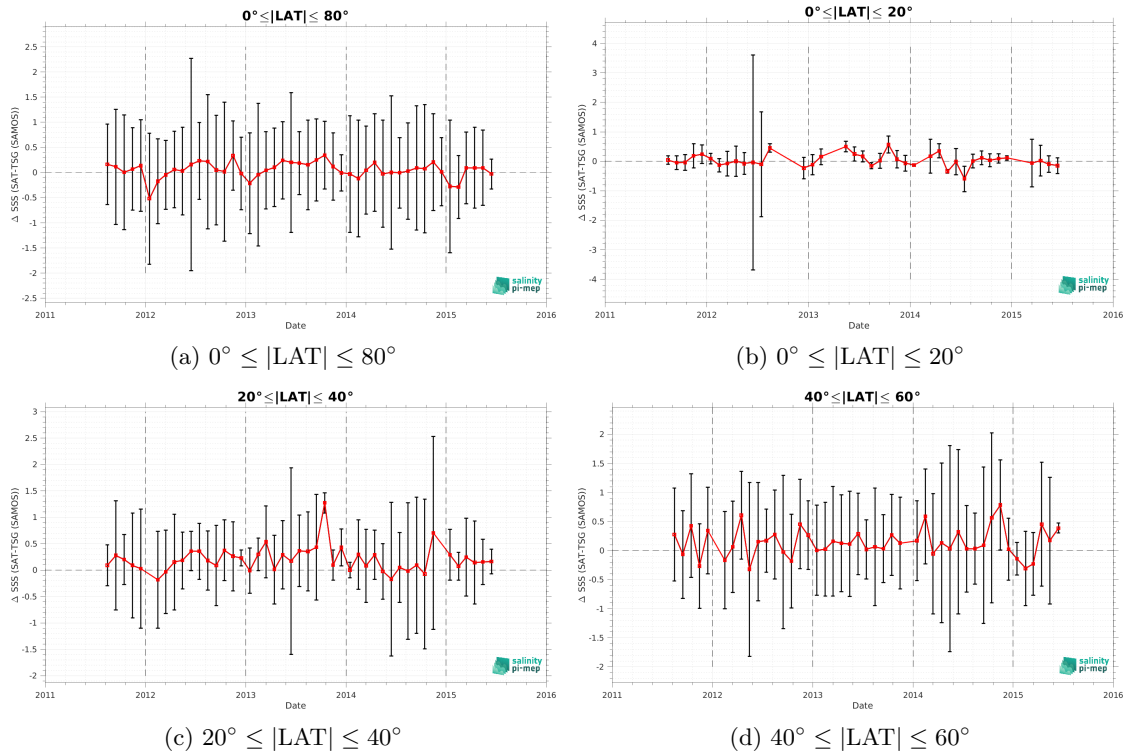 0°≤|LAT|≤ 80°
Δ SSS (SAT-TSG (SAMOS))
2.5
2
1.5
1
0.5
0
-0.5
-1
-1.5
-2
-2.5
2011
2012
2013
2014
2015
2016
Date
salinity
pi-mep
(a) 0° ≤ |LAT| ≤ 80°
0°≤|LAT|≤ 20°
Δ SSS (SAT-TSG (SAMOS))
4
3
2
1
0
-1
-2
-3
-4
2011
2012
2013
2014
2015
2016
Date
salinity
pi-mep
(b) 0° ≤ |LAT| ≤ 20°
20°≤|LAT|≤ 40°
Δ SSS (SAT-TSG (SAMOS))
3
2.5
2
1.5
1
0.5
0
-0.5
-1
-1.5
-2
2011
2012
2013
2014
2015
2016
Date
salinity
pi-mep
(c) 20° ≤ |LAT| ≤ 40°
40°≤|LAT|≤ 60°
Δ SSS (SAT-TSG (SAMOS))
2
1.5
1
0.5
0
-0.5
-1
-1.5
-2
2011
2012
2013
2014
2015
2016
Date
salinity
pi-mep
(d) 40° ≤ |LAT| ≤ 60°